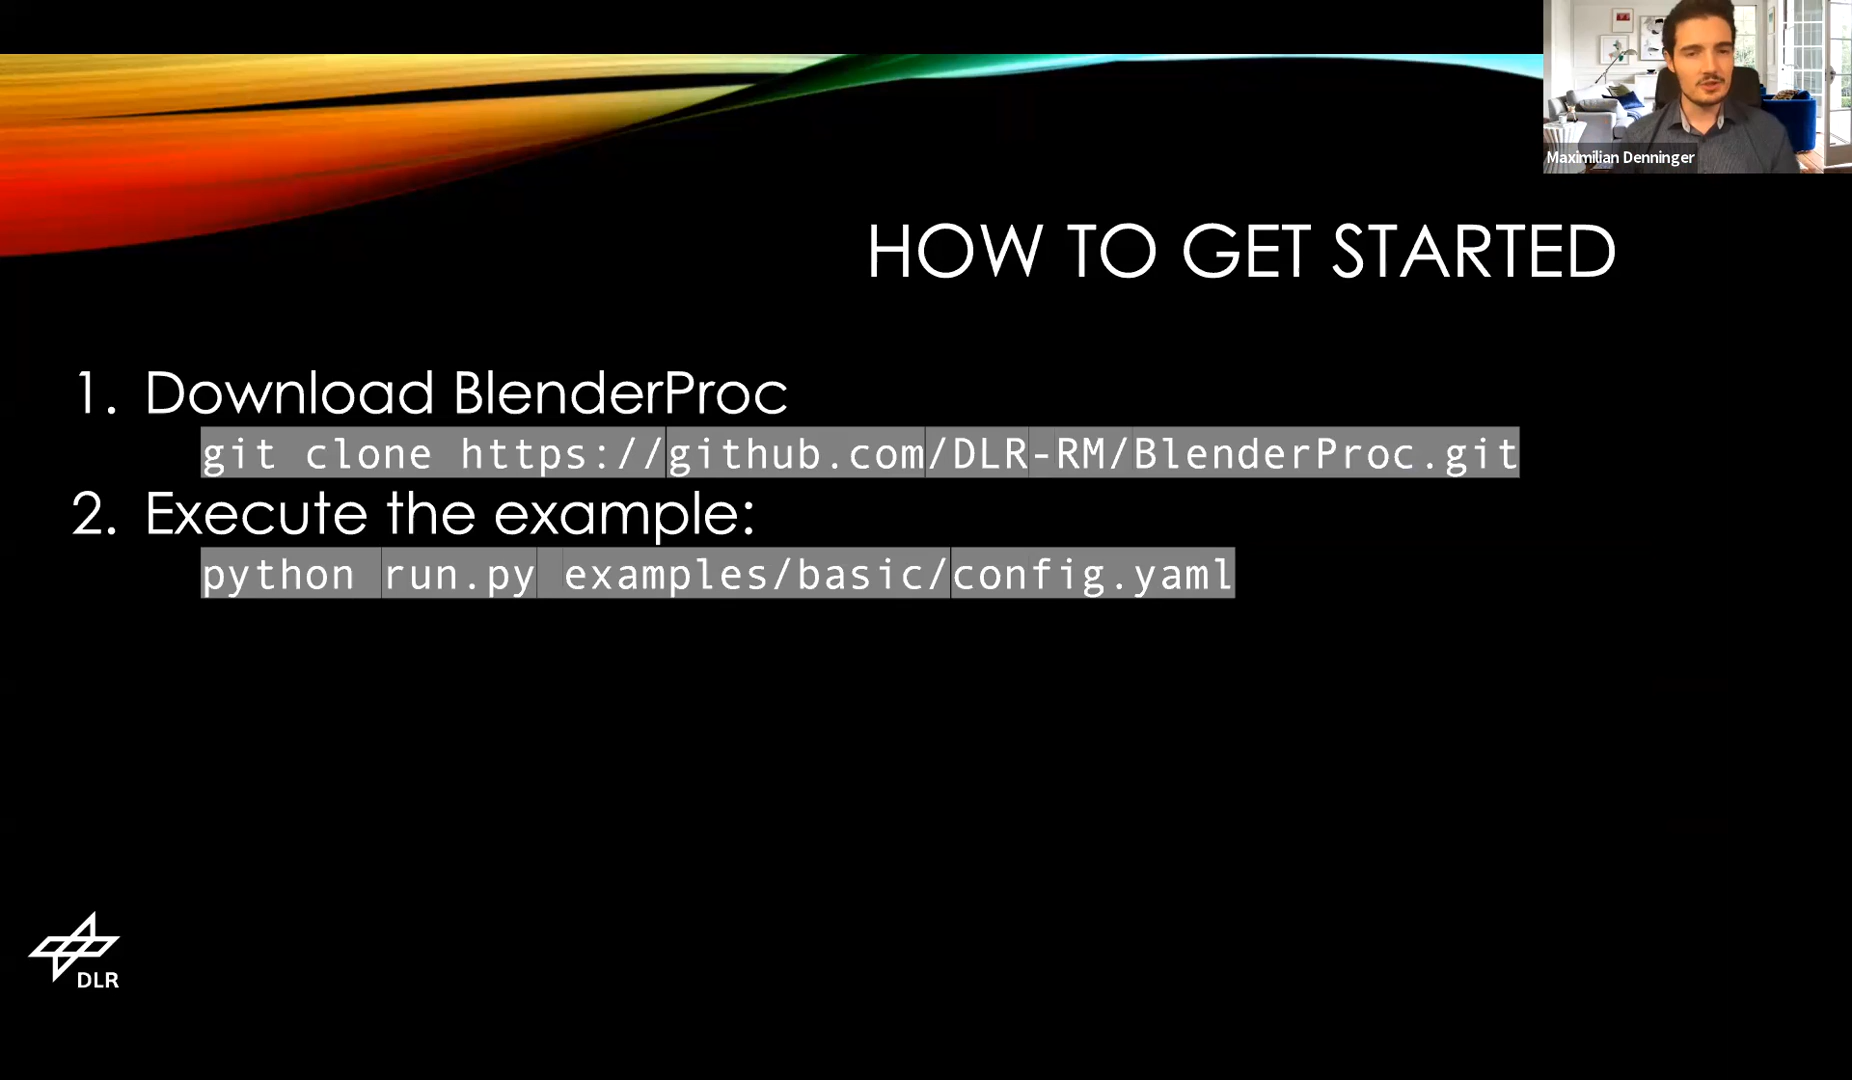 Maximilian Denninger
HOW TO GET STARTED
1. Download BlenderProc
git clone https://github.com/DLR-RM/BlenderProc.git
2. Execute the example:
python run.py examples/basic/config.yaml
DLR